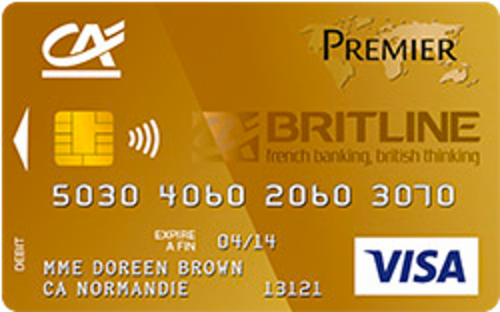 CA
PREMIER
BRITLINE
french banking, british thinking
5030 4060 2060 3070
EXPIRE
A FIN 04/14
DEBIT
MME DOREEN BROWN
CA NORMANDIE 13121
VISA